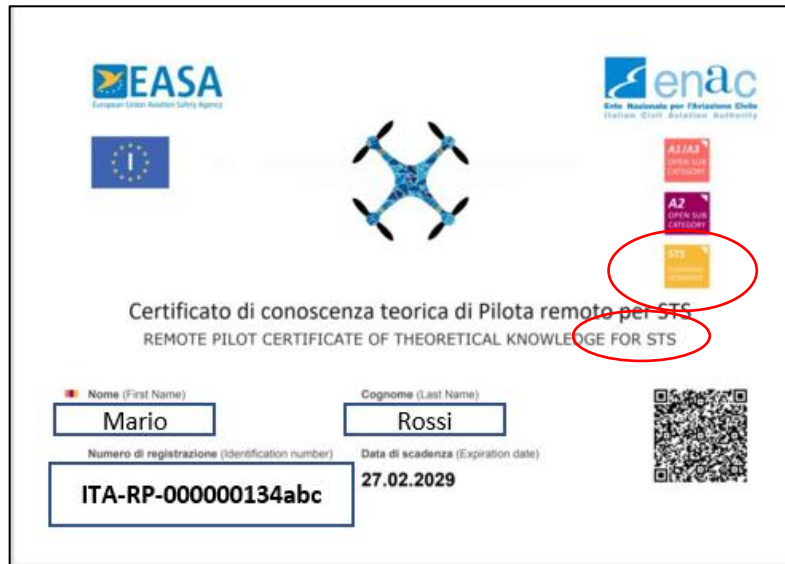 EASA
European Union Aviation Safety Agency
enac
Ente Nazionale per l'Aviazione Civile
Italian Civil Aviation Authority
I
A1/A3
OPEN SUB
CATEGORY
A2
OPEN SUB
CATEGORY
STS
Certificato di conoscenza teorica di Pilota remoto per STS
REMOTE PILOT CERTIFICATE OF THEORETICAL KNOWLEDGE FOR STS
Nome (First Name)
Cognome (Last Name)
Mario
Rossi
Numero di registrazione (Identification number)
Data di scadenza (Expiration date)
ITA-RP-000000134abc
27.02.2029